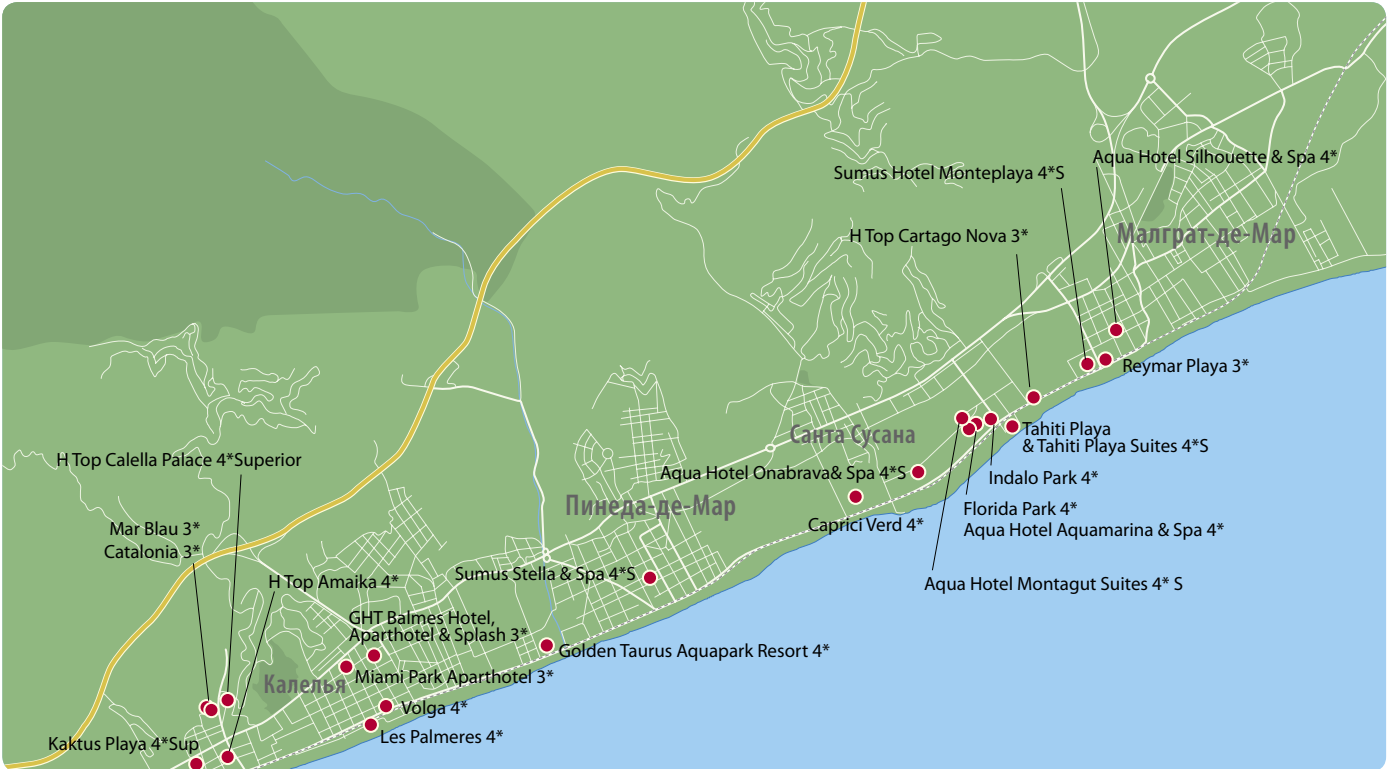 Aqua Hotel Silhouette & Spa 4*
Sumus Hotel Monteplaya 4*S
H Top Cartago Nova 3*
Малграт-де-Мар
Reymar Playa 3*
Санта Сусана
Tahiti Playa
& Tahiti Playa Suites 4*S
H Top Calella Palace 4*Superior
Aqua Hotel Onabrava& Spa 4*S
Indalo Park 4*
Пинеда-де-Мар
Florida Park 4*
Caprici Verd 4*
Aqua Hotel Aquamarina & Spa 4*
Mar Blau 3*
Catalonia 3*
H Top Amaika 4*
Sumus Stella & Spa 4*S
Aqua Hotel Montagut Suites 4* S
GHT Balmes Hotel,
Aparthotel & Splash 3*
Golden Taurus Aquapark Resort 4*
Калелья
Miami Park Aparthotel 3*
Volga 4*
Les Palmeres 4*
Kaktus Playa 4*Sup